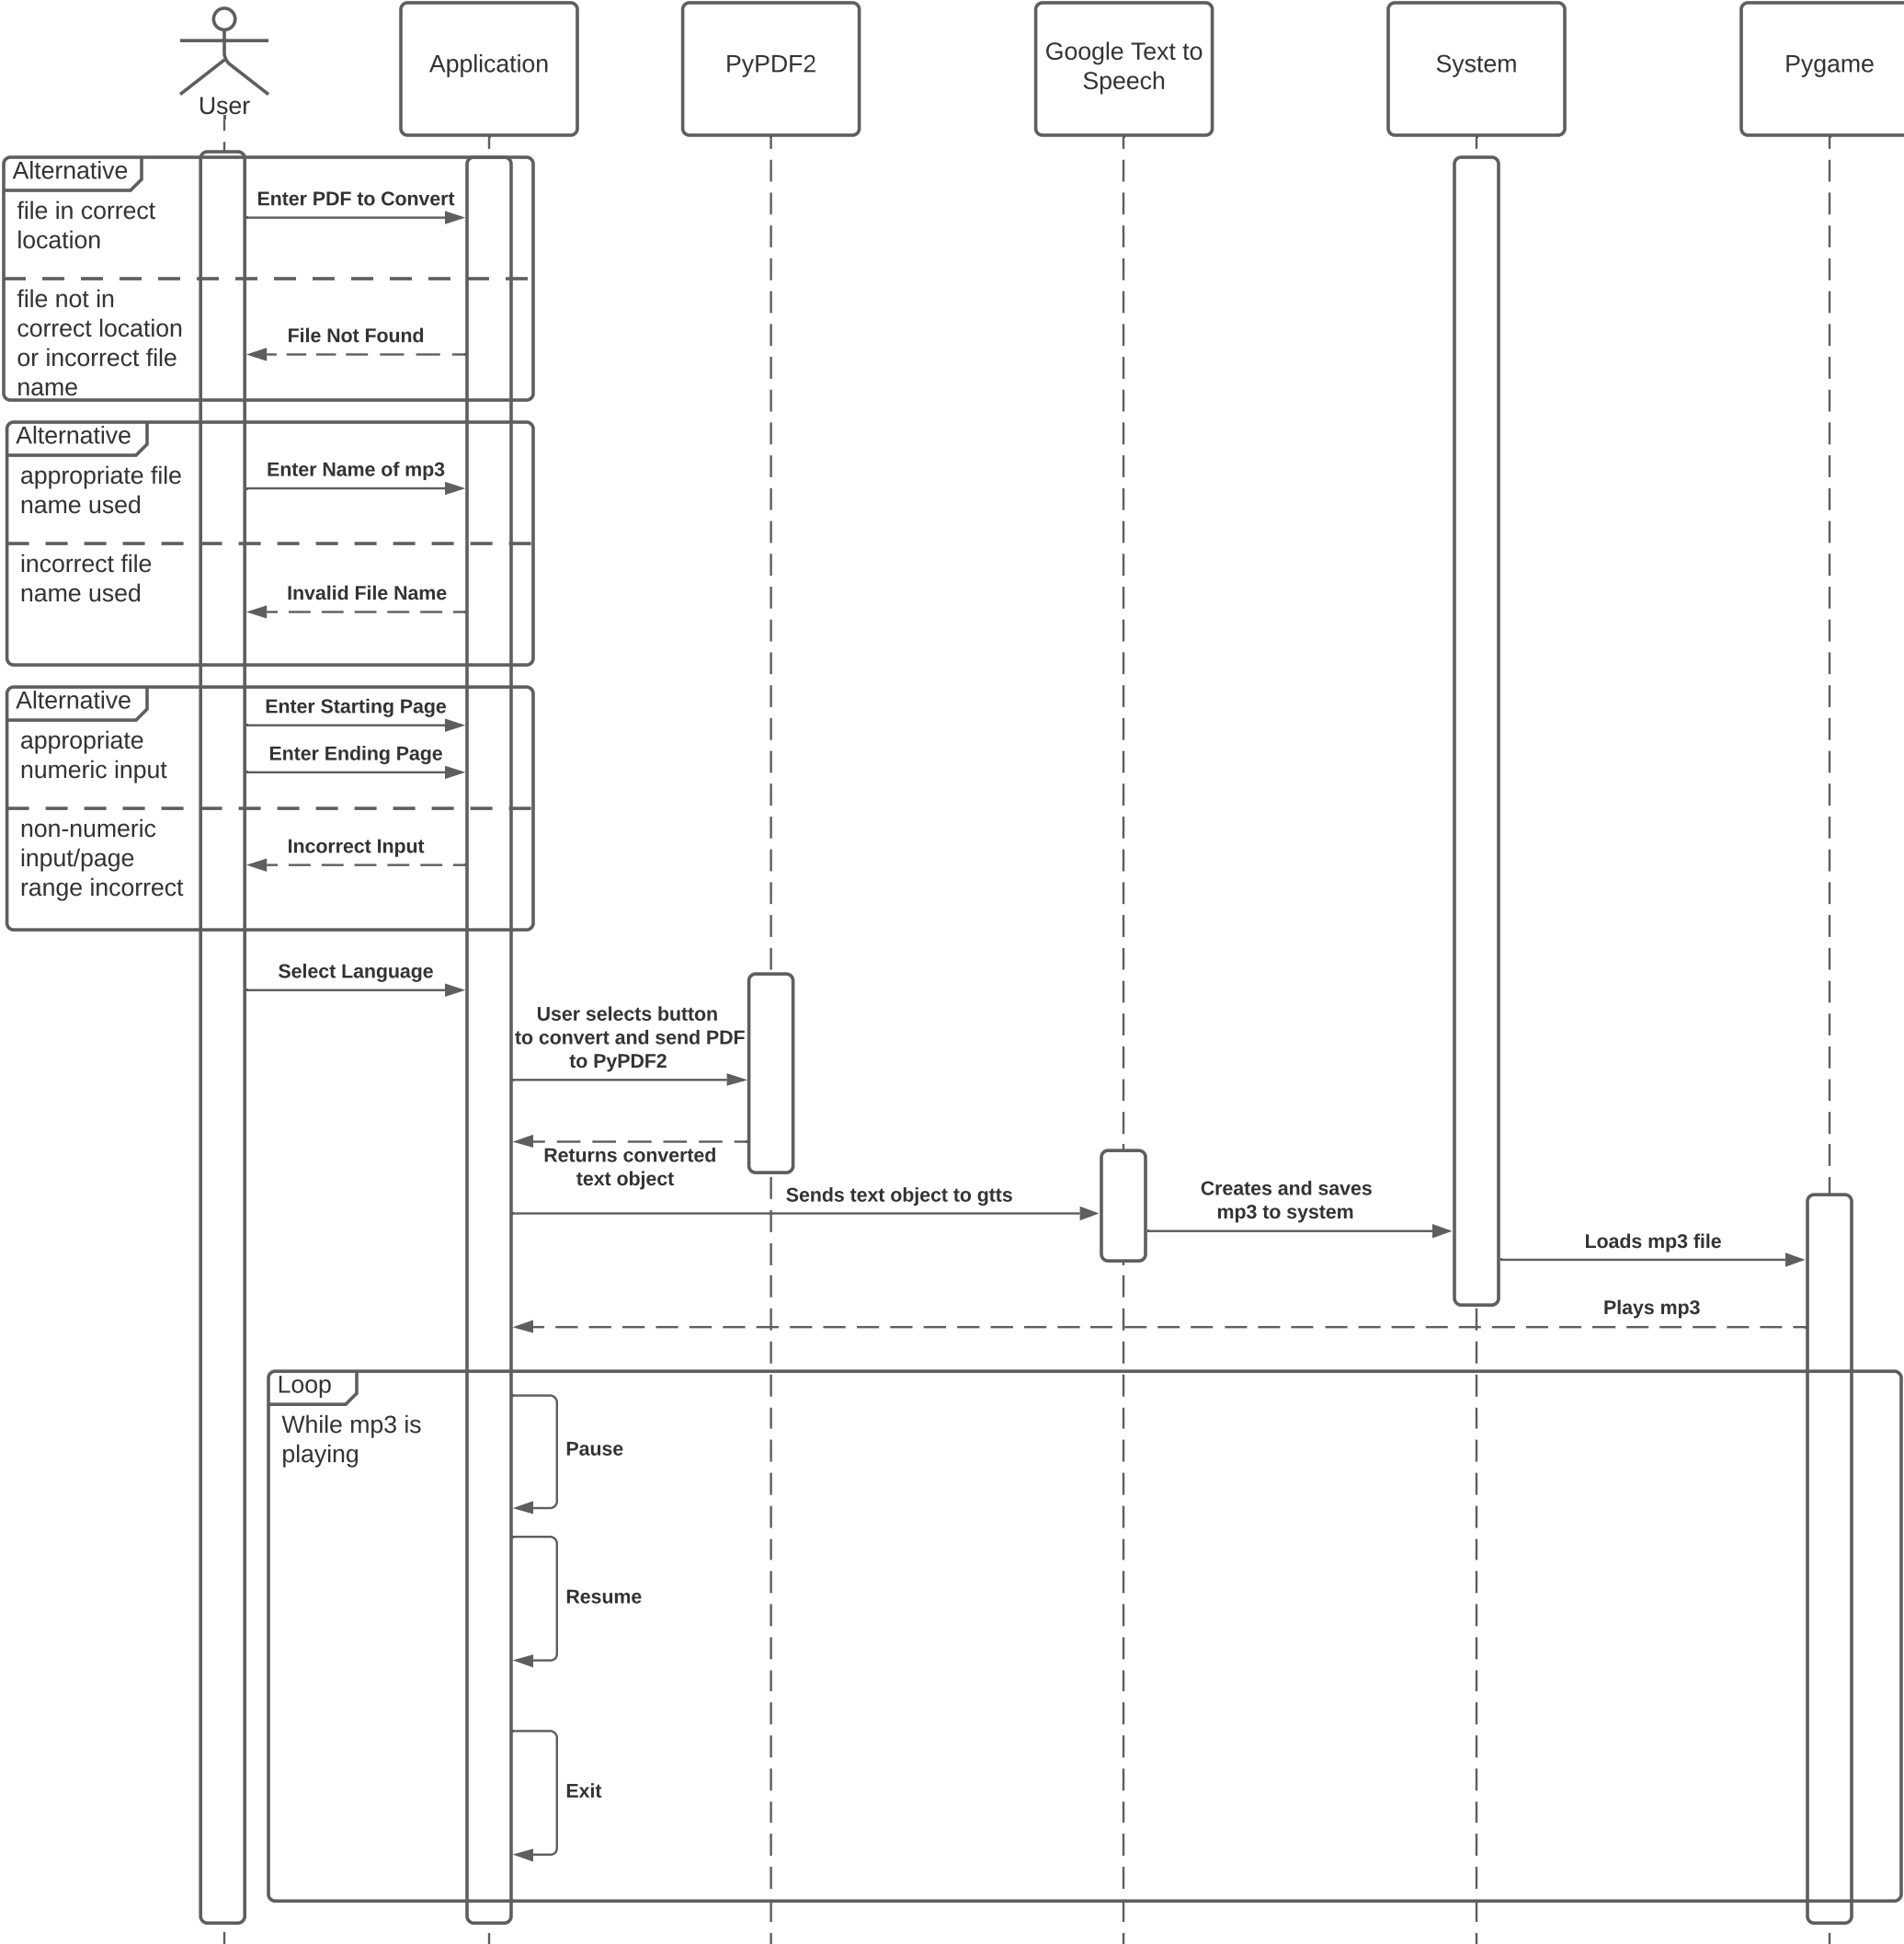 User
Application
PyPDF2
Google Text to
Speech
System
Pygame
Alternative
file in correct
location
Enter PDF to Convert
file not in
correct location
or incorrect file
name
File Not Found
Alternative
appropriate file
name used
Enter Name of mp3
incorrect file
name used
Invalid File Name
Alternative
appropriate
numeric input
Enter Starting Page
Enter Ending Page
non-numeric
input/page
range incorrect
Incorrect Input
Select Language
User selects button
to convert and send PDF
to PyPDF2
Returns converted
text object
Sends text object to gtts
Creates and saves
mp3 to system
Loads mp3 file
Plays mp3
Loop
While mp3 is
playing
Pause
Resume
Exit